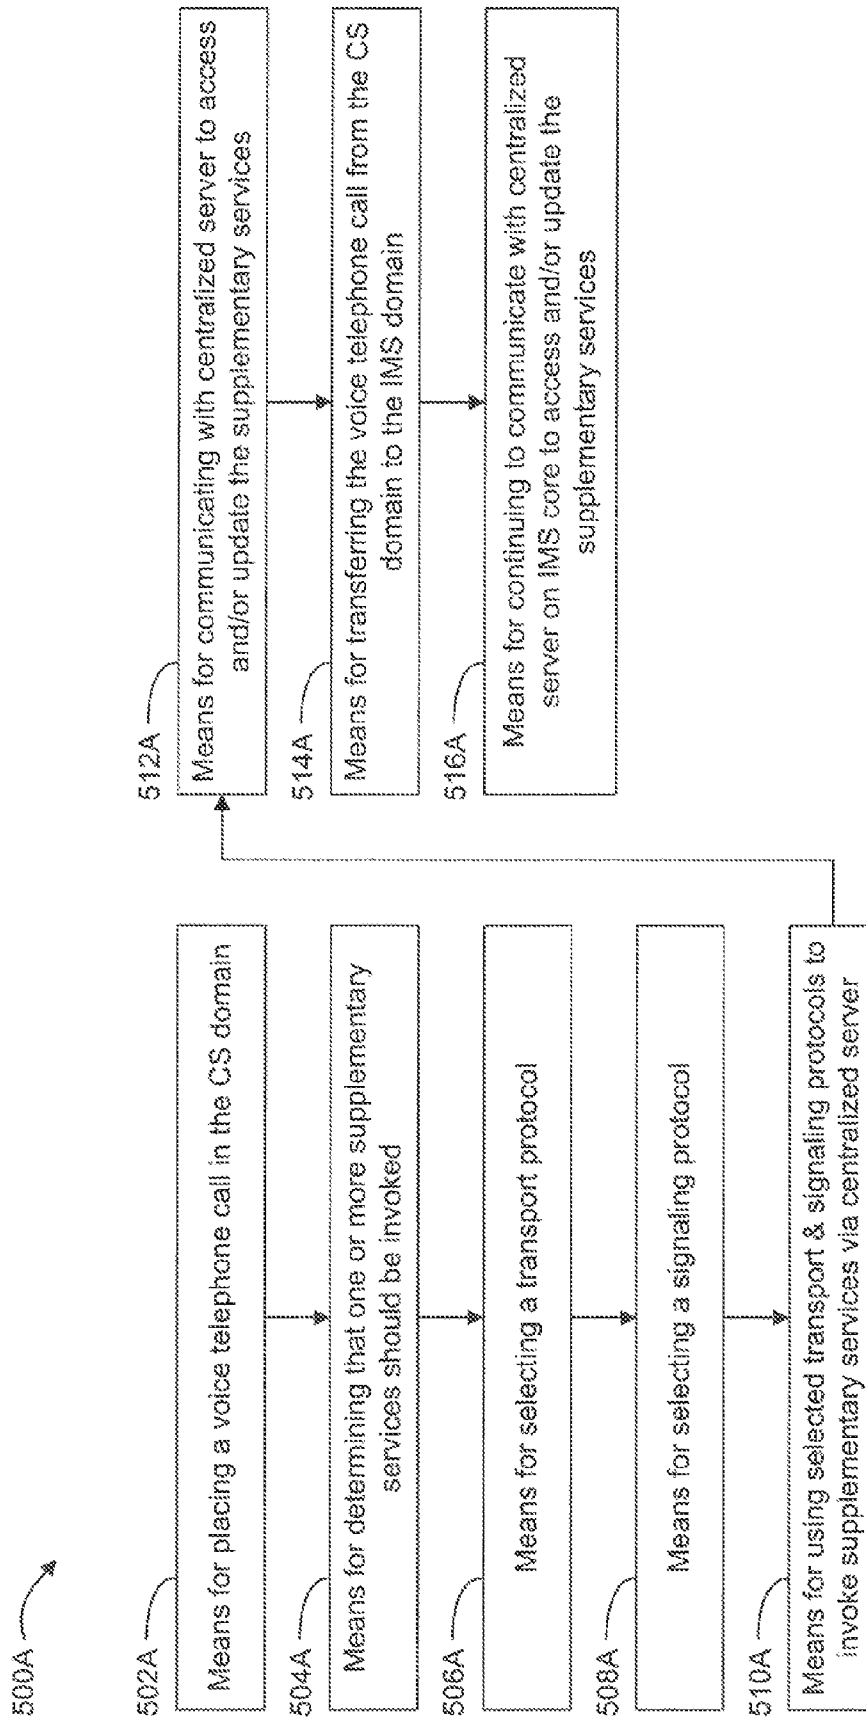 500A
502A
Means for placing a voice telephone call in the CS domain
504A
Means for determining that one or more supplementary
services should be invoked
506A
Means for selecting a transport protocol
508A
Means for selecting a signaling protocol
510A
Means for using selected transport & signaling protocols to
invoke supplementary services via centralized server
512A
Means for communicating with centralized server to access
and/or update the supplementary services
514A
Means for transferring the voice telephone call from the CS
domain to the IMS domain
516A
Means for continuing to communicate with centralized
server on IMS core to access and/or update the
supplementary services